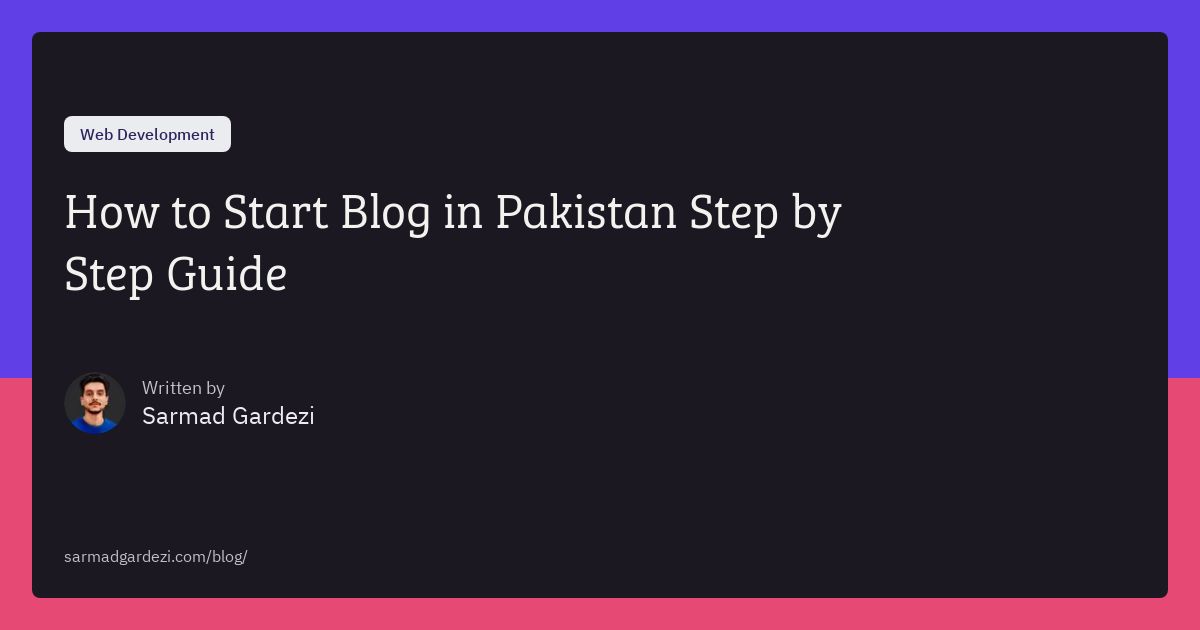 Web Development
How to Start Blog in Pakistan Step by
Step Guide
Written by
Sarmad Gardezi
sarmadgardezi.com/blog/